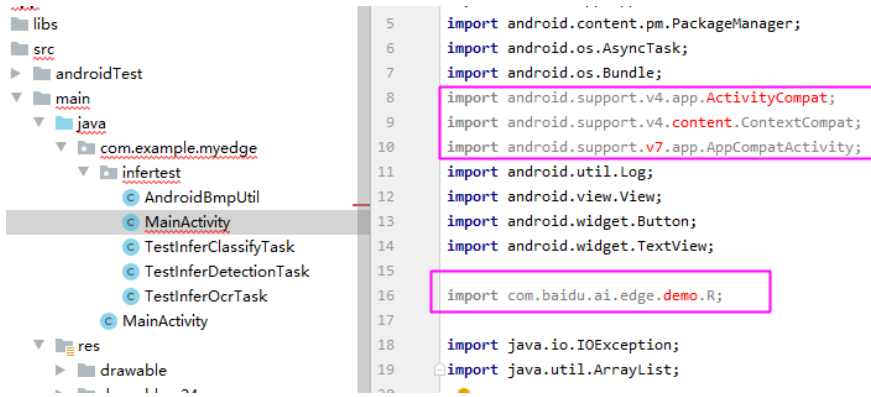 libs
src
androidTest
main
java
com.example.myedge
infertest
AndroidBmpUtil
MainActivity
TestInferClassifyTask
TestInferDetectionTask
TestInferOcrTask
MainActivity
res
drawable
5 import android.content.pm.PackageManager;
6 import android.os.AsyncTask;
7 import android.os.Bundle;
8 import android.support.v4.app.ActivityCompat;
9 import android.support.v4.content.ContextCompat;
10 import android.support.v7.app.AppCompatActivity;
11 import android.util.Log;
12 import android.view.View;
13 import android.widget.Button;
14 import android.widget.TextView;
15
16 import com.baidu.ai.edge.demo.R;
17
18 import java.io.IOException;
19 import java.util.ArrayList;